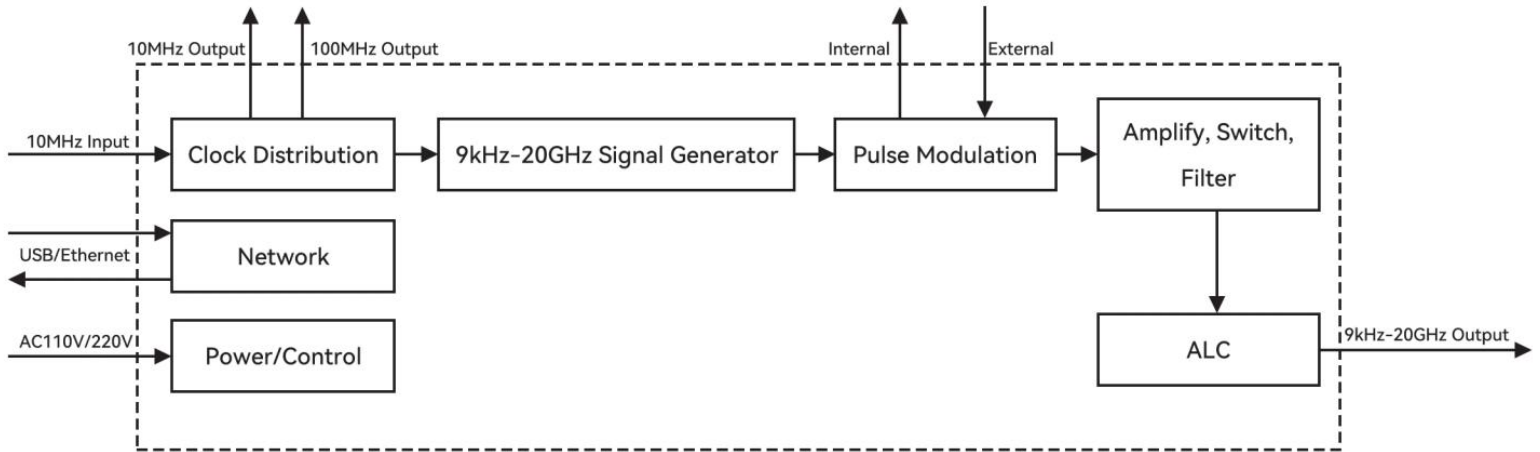 10MHz Output
100MHz Output
Internal
External
10MHz Input
Clock Distribution
9kHz-20GHz Signal Generator
Pulse Modulation
Amplify, Switch,
Filter
USB/Ethernet
Network
AC110V/220V
Power/Control
ALC
9kHz-20GHz Output